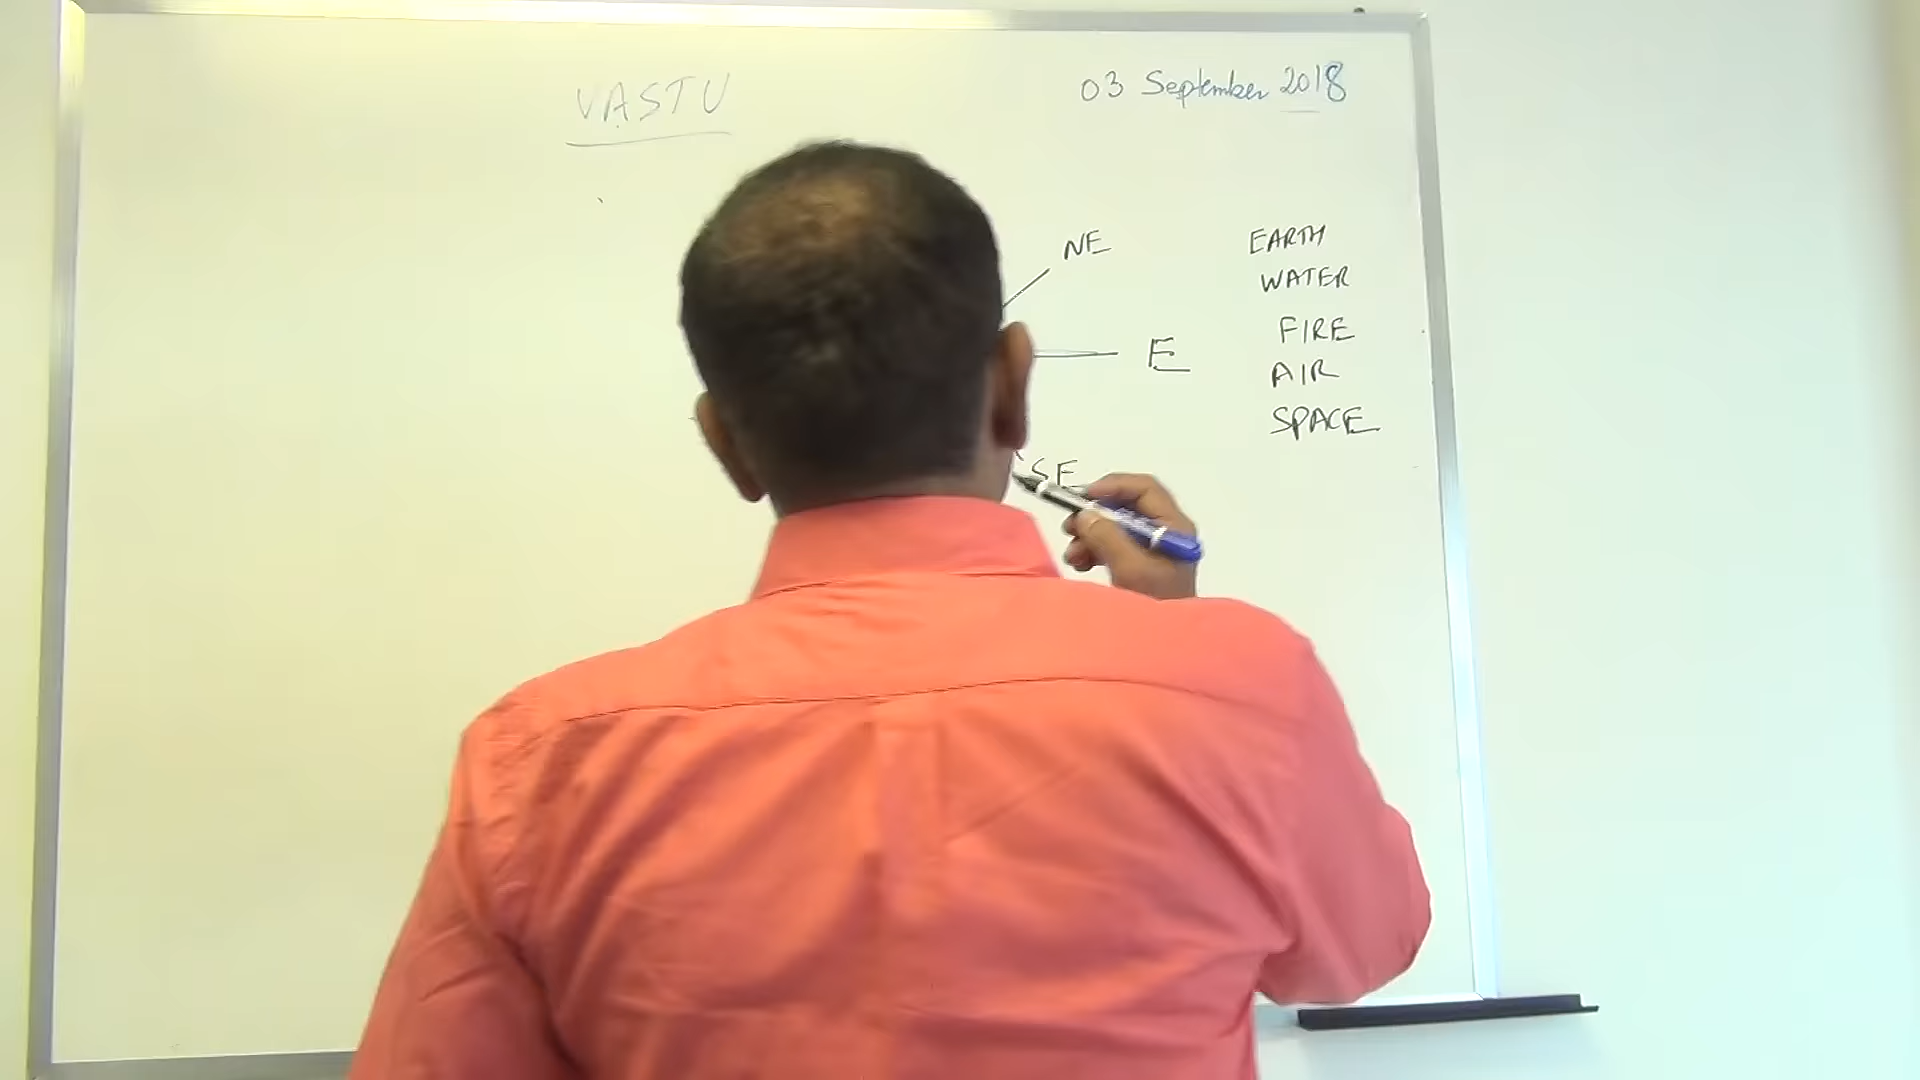 VASTU
03 September 2018
NE
E
SE
EARTH
WATER
FIRE
AIR
SPACE